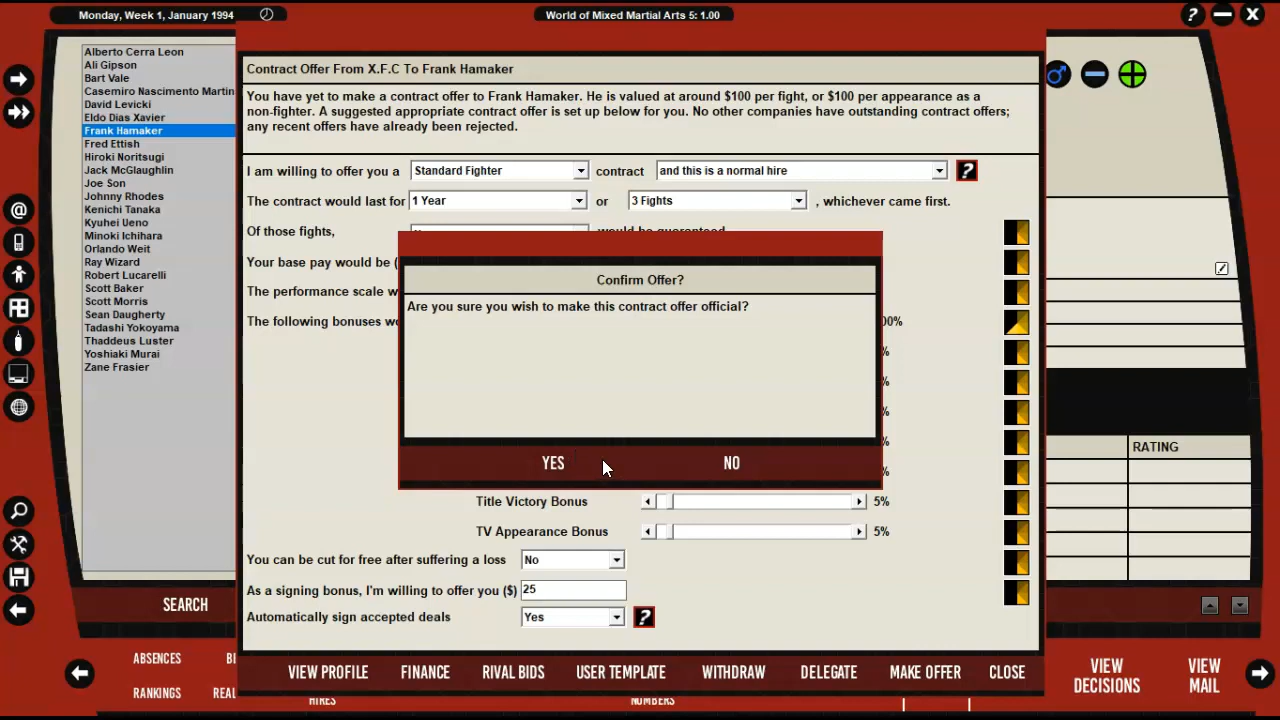 Monday, Week 1, January 1994
World of Mixed Martial Arts 5: 1.00
?
X
Alberto Cerra Leon
Ali Gipson
Bart Vale
Casemiro Nascimento Martin
David Levicki
Eldo Dias Xavier
Frank Hamaker
Fred Ettish
Hiroki Noritsugi
Jack McGlaughlin
Joe Son
Johnny Rhodes
Kenichi Tanaka
Kyuhei Ueno
Minoki Ichihara
Orlando Weit
Ray Wizard
Robert Lucarelli
Scott Baker
Scott Morris
Sean Daugherty
Tadashi Yokoyama
Thaddeus Luster
Yoshiaki Murai
Zane Frasier
SEARCH
Contract Offer From X.F.C To Frank Hamaker
You have yet to make a contract offer to Frank Hamaker. He is valued at around $100 per fight, or $100 per appearance as a
non-fighter. A suggested appropriate contract offer is set up below for you. No other companies have outstanding contract offers;
any recent offers have already been rejected.
I am willing to offer you a Standard Fighter contract and this is a normal hire ?
The contract would last for 1 Year or 3 Fights , whichever came first.
Of those fights, would be guaranteed
Your base pay would be (
The performance scale w
The following bonuses wo 00%
%
%
%
%
%
Confirm Offer?
Are you sure you wish to make this contract offer official?
YES NO
Title Victory Bonus 5%
TV Appearance Bonus 5%
You can be cut for free after suffering a loss No
As a signing bonus, I'm willing to offer you ($) 25
Automatically sign accepted deals Yes ?
VIEW PROFILE FINANCE RIVAL BIDS USER TEMPLATE WITHDRAW DELEGATE MAKE OFFER CLOSE
RATING
ABSENCES BI
RANKINGS REAL
HIRES NUMBERS
VIEW DECISIONS
VIEW MAIL